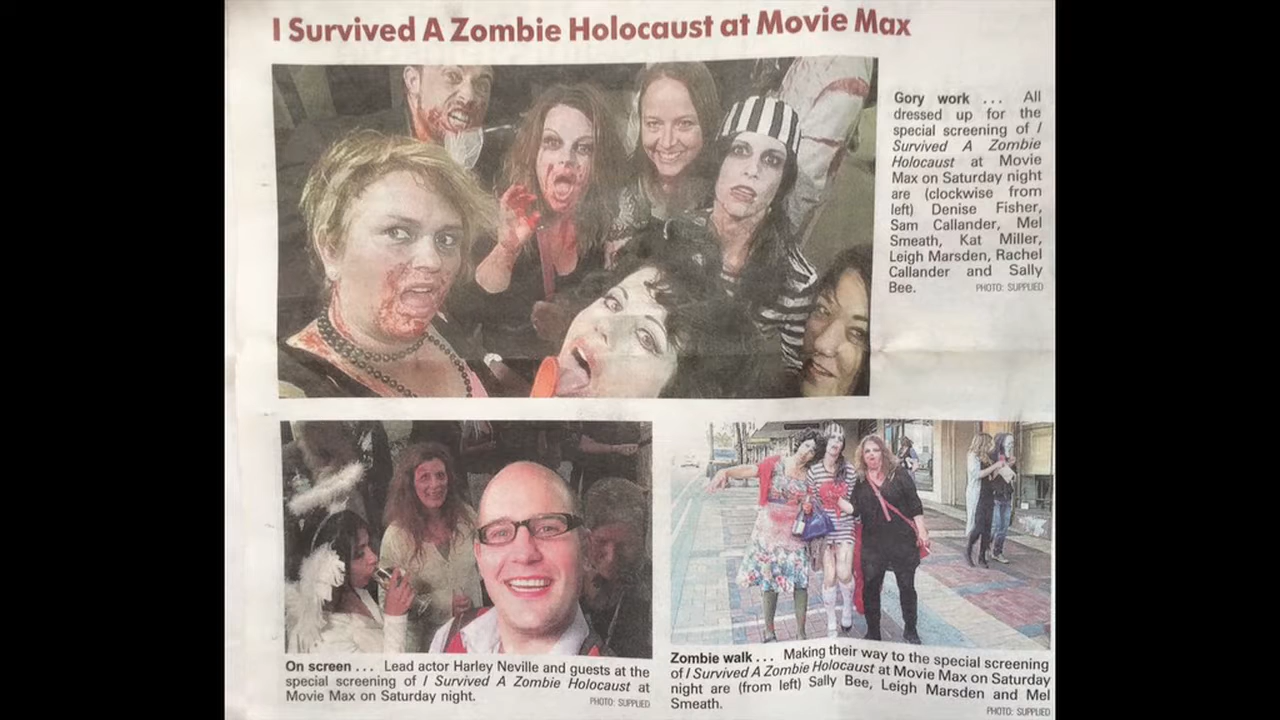 I Survived A Zombie Holocaust at Movie Max
Gory work ... All
dressed up for the
special screening of I
Survived A Zombie
Holocaust at Movie
Max on Saturday night
are (clockwise from
left) Denise Fisher,
Sam Callander, Mel
Smeath, Kat Miller,
Leigh Marsden, Rachel
Callander and Sally
Bee. PHOTO: SUPPLIED
On screen ... Lead actor Harley Neville and guests at the
special screening of I Survived A Zombie Holocaust at
Movie Max on Saturday night. PHOTO: SUPPLIED
Zombie walk ... Making their way to the special screening
of I Survived A Zombie Holocaust at Movie Max on Saturday
night are (from left) Sally Bee, Leigh Marsden and Mel
Smeath. PHOTO: SUPPLIED